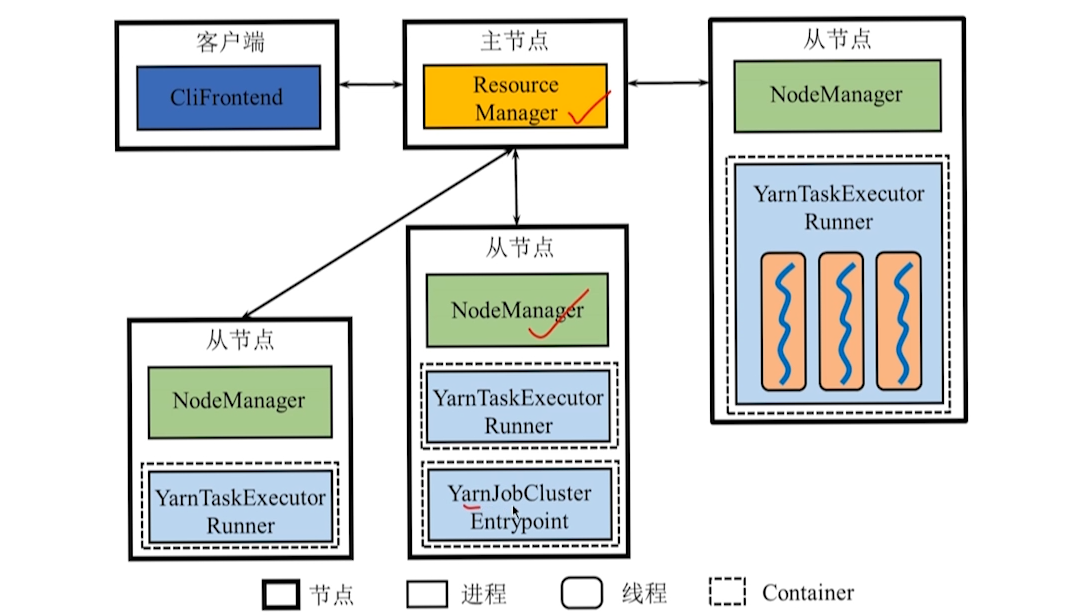 客户端
CliFrontend
主节点
Resource
Manager
从节点
NodeManager
YarnTaskExecutor
Runner
从节点
NodeManager
YarnTaskExecutor
Runner
YarnJobCluster
Entrypoint
从节点
NodeManager
YarnTaskExecutor
Runner
节点
进程
线程
Container